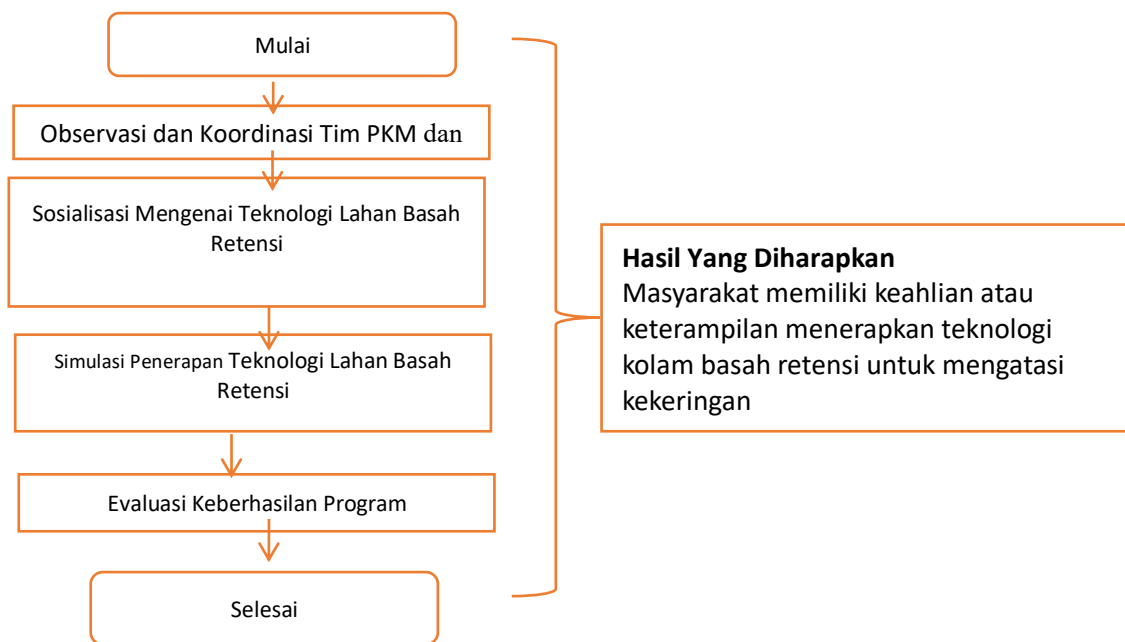 Mulai
Observasi dan Koordinasi Tim PKM dan
Sosialisasi Mengenai Teknologi Lahan Basah
Retensi
Simulasi Penerapan Teknologi Lahan Basah
Retensi
Evaluasi Keberhasilan Program
Selesai
Hasil Yang Diharapkan
Masyarakat memiliki keahlian atau
keterampilan menerapkan teknologi
kolam basah retensi untuk mengatasi
kekeringan